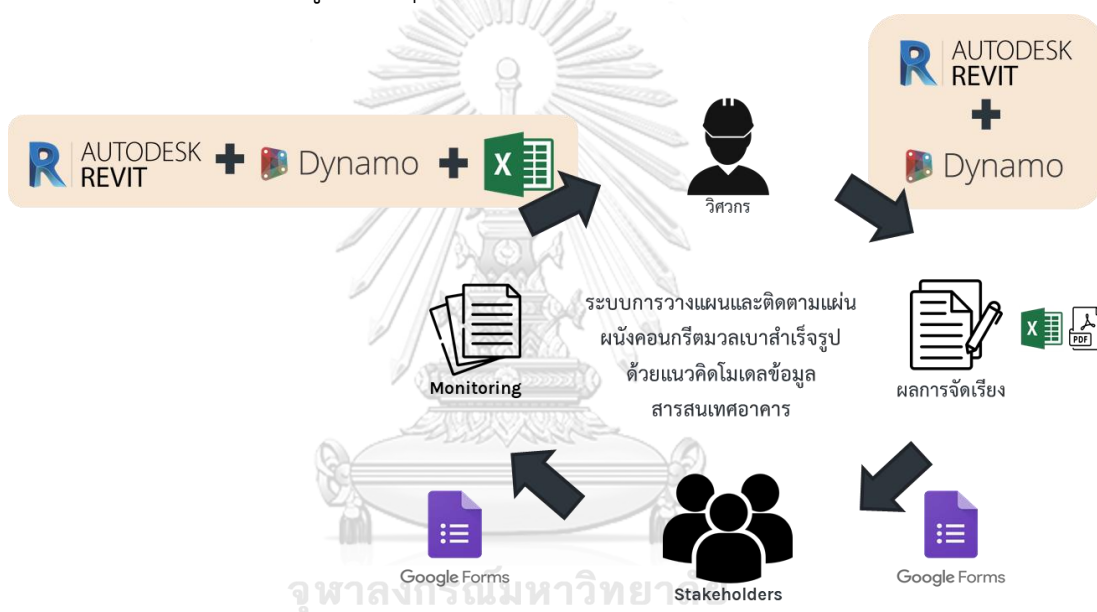 AUTODESK
REVIT
+
Dynamo
AUTODESK
REVIT + Dynamo + X
วิศวกร
ระบบการวางแผนและติดตามแผ่น
ผนังคอนกรีตมวลเบาสำเร็จรูป
ด้วยแนวคิดโมเดลข้อมูล
สารสนเทศอาคาร
Monitoring
X PDF
ผลการจัดเรียง
Google Forms
Stakeholders
Google Forms
จุฬาลงกรณ์มหาวิทยาลัย